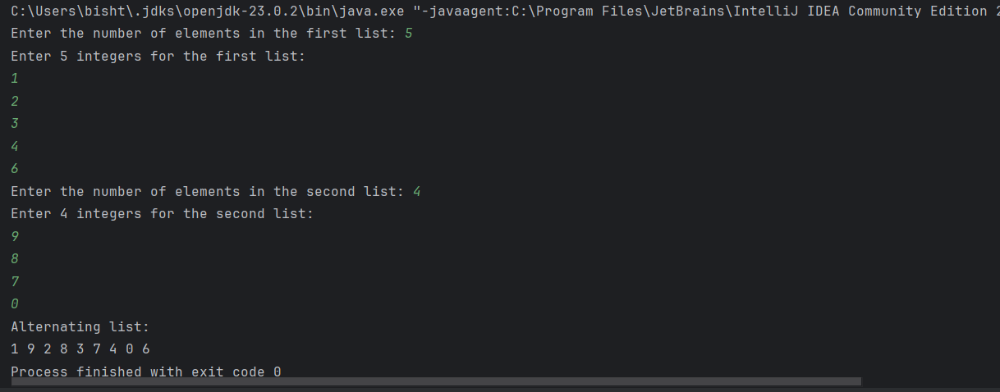 C:\Users\bisht\.jdks\openjdk-23.0.2\bin\java.exe "-javaagent:C:\Program Files\JetBrains\IntelliJ IDEA Community Edition 2
Enter the number of elements in the first list: 5
Enter 5 integers for the first list:
1
2
3
4
6
Enter the number of elements in the second list: 4
Enter 4 integers for the second list:
9
8
7
0
Alternating list:
1 9 2 8 3 7 4 0 6
Process finished with exit code 0